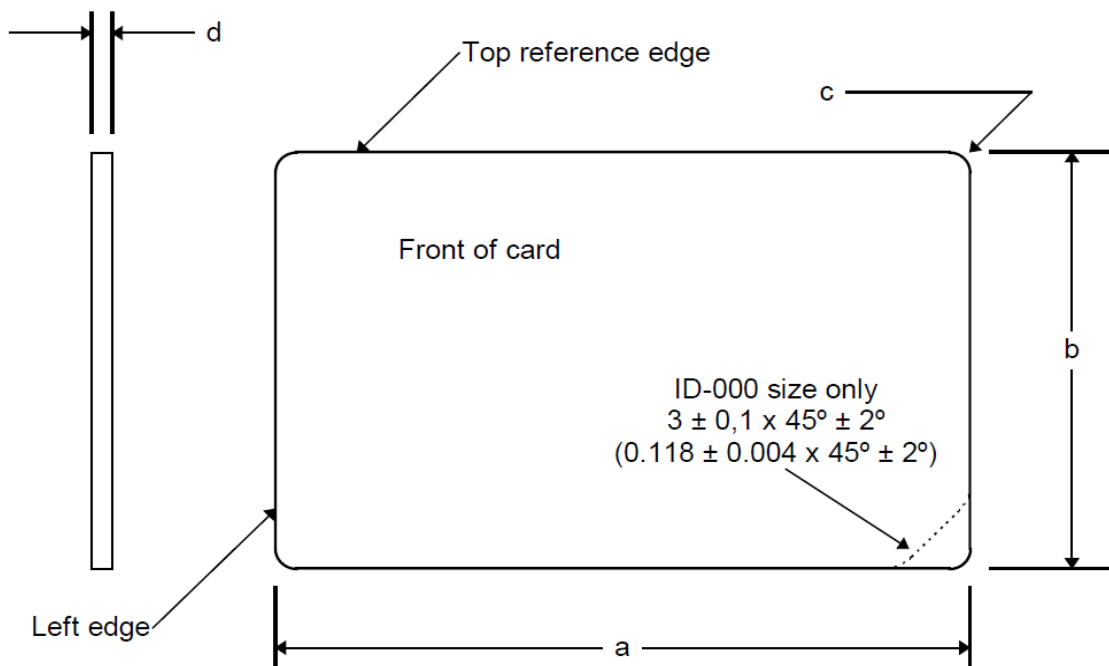 d
Top reference edge
c
Front of card
b
ID-000 size only
3 ± 0,1 x 45º ± 2º
(0.118 ± 0.004 x 45º ± 2º)
Left edge
a